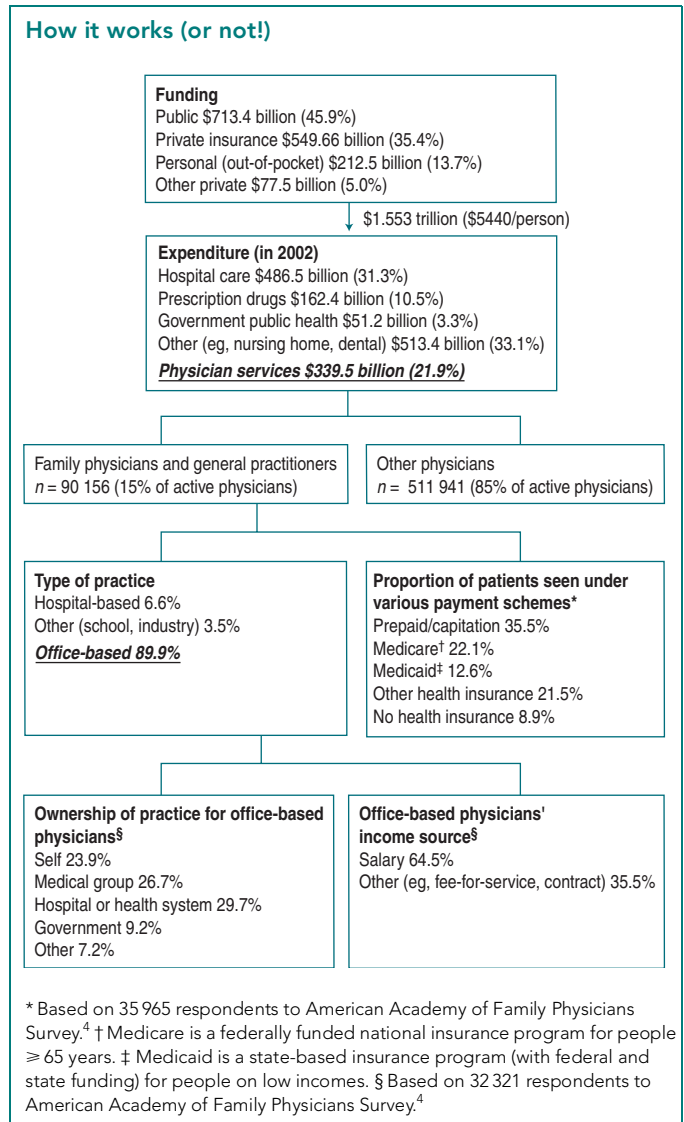 How it works (or not!)
Funding
Public $713.4 billion (45.9%)
Private insurance $549.66 billion (35.4%)
Personal (out-of-pocket) $212.5 billion (13.7%)
Other private $77.5 billion (5.0%)
$1.553 trillion ($5440/person)
Expenditure (in 2002)
Hospital care $486.5 billion (31.3%)
Prescription drugs $162.4 billion (10.5%)
Government public health $51.2 billion (3.3%)
Other (eg, nursing home, dental) $513.4 billion (33.1%)
Physician services $339.5 billion (21.9%)
Family physicians and general practitioners
n = 90 156 (15% of active physicians)
Other physicians
n = 511 941 (85% of active physicians)
Type of practice
Hospital-based 6.6%
Other (school, industry) 3.5%
Office-based 89.9%
Proportion of patients seen under
various payment schemes*
Prepaid/capitation 35.5%
Medicare† 22.1%
Medicaid‡ 12.6%
Other health insurance 21.5%
No health insurance 8.9%
Ownership of practice for office-based
physicians§
Self 23.9%
Medical group 26.7%
Hospital or health system 29.7%
Government 9.2%
Other 7.2%
Office-based physicians'
income source§
Salary 64.5%
Other (eg, fee-for-service, contract) 35.5%
* Based on 35 965 respondents to American Academy of Family Physicians
Survey.4 † Medicare is a federally funded national insurance program for people
⩾ 65 years. ‡ Medicaid is a state-based insurance program (with federal and
state funding) for people on low incomes. § Based on 32 321 respondents to
American Academy of Family Physicians Survey.4